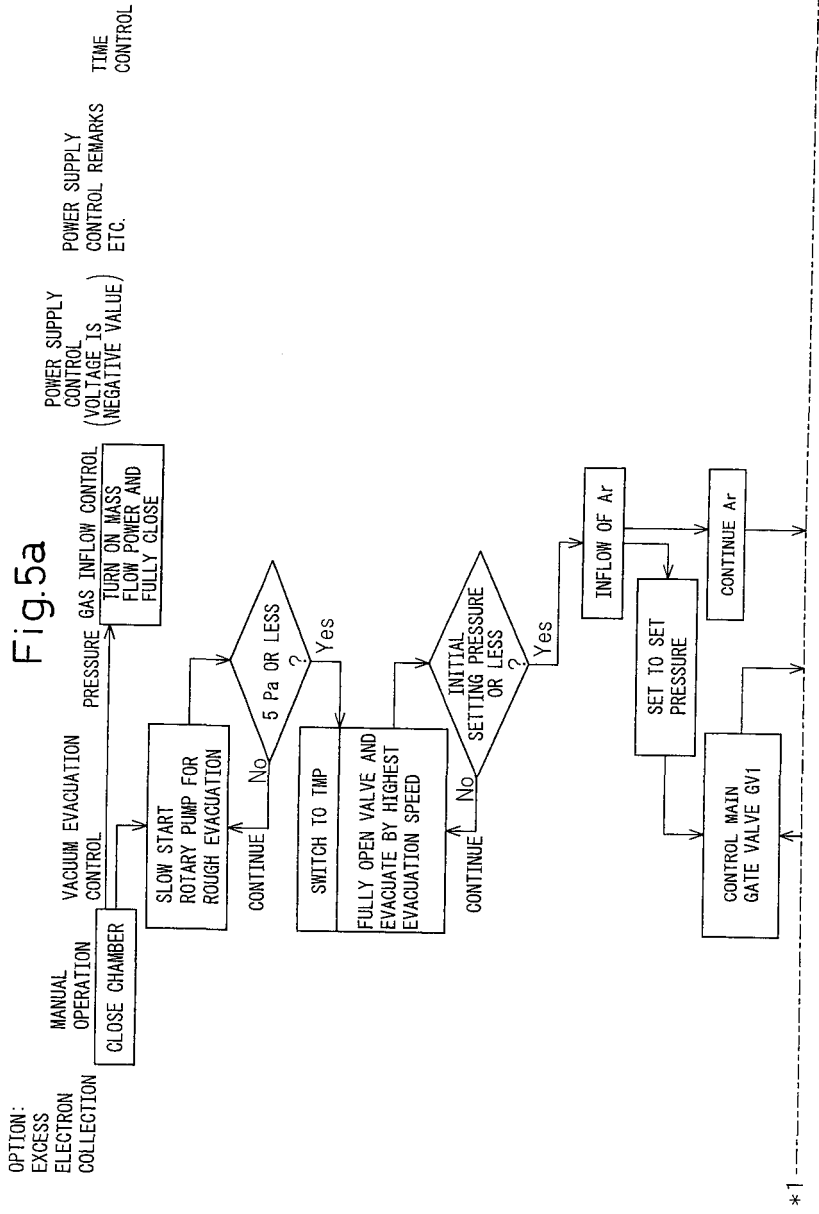 Fig.5a
OPTION:
EXCESS
ELECTRON
COLLECTION
MANUAL
OPERATION
VACUUM EVACUATION
CONTROL
PRESSURE
GAS INFLOW CONTROL
POWER SUPPLY
CONTROL
(VOLTAGE IS
NEGATIVE VALUE)
POWER SUPPLY
CONTROL REMARKS
ETC.
TIME
CONTROL
CLOSE CHAMBER
TURN ON MASS
FLOW POWER AND
FULLY CLOSE
SLOW START
ROTARY PUMP FOR
ROUGH EVACUATION
5 Pa OR LESS
?
No
Yes
CONTINUE
SWITCH TO TMP
FULLY OPEN VALVE AND
EVACUATE BY HIGHEST
EVACUATION SPEED
INITIAL
SETTING PRESSURE
OR LESS
?
No
Yes
CONTINUE
INFLOW OF Ar
SET TO SET
PRESSURE
CONTINUE Ar
CONTROL MAIN
GATE VALVE GV1
*1